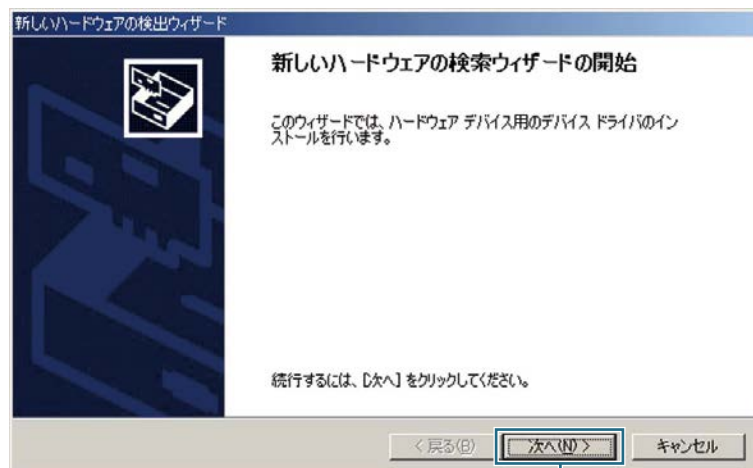 新しいハードウェアの検出ウィザード
新しいハードウェアの検索ウィザードの開始
このウィザードでは、ハードウェア デバイス用のデバイス ドライバのイン
ストールを行います。
続行するには、[次へ] をクリックしてください。
< 戻る(B)
次へ(N) >
キャンセル